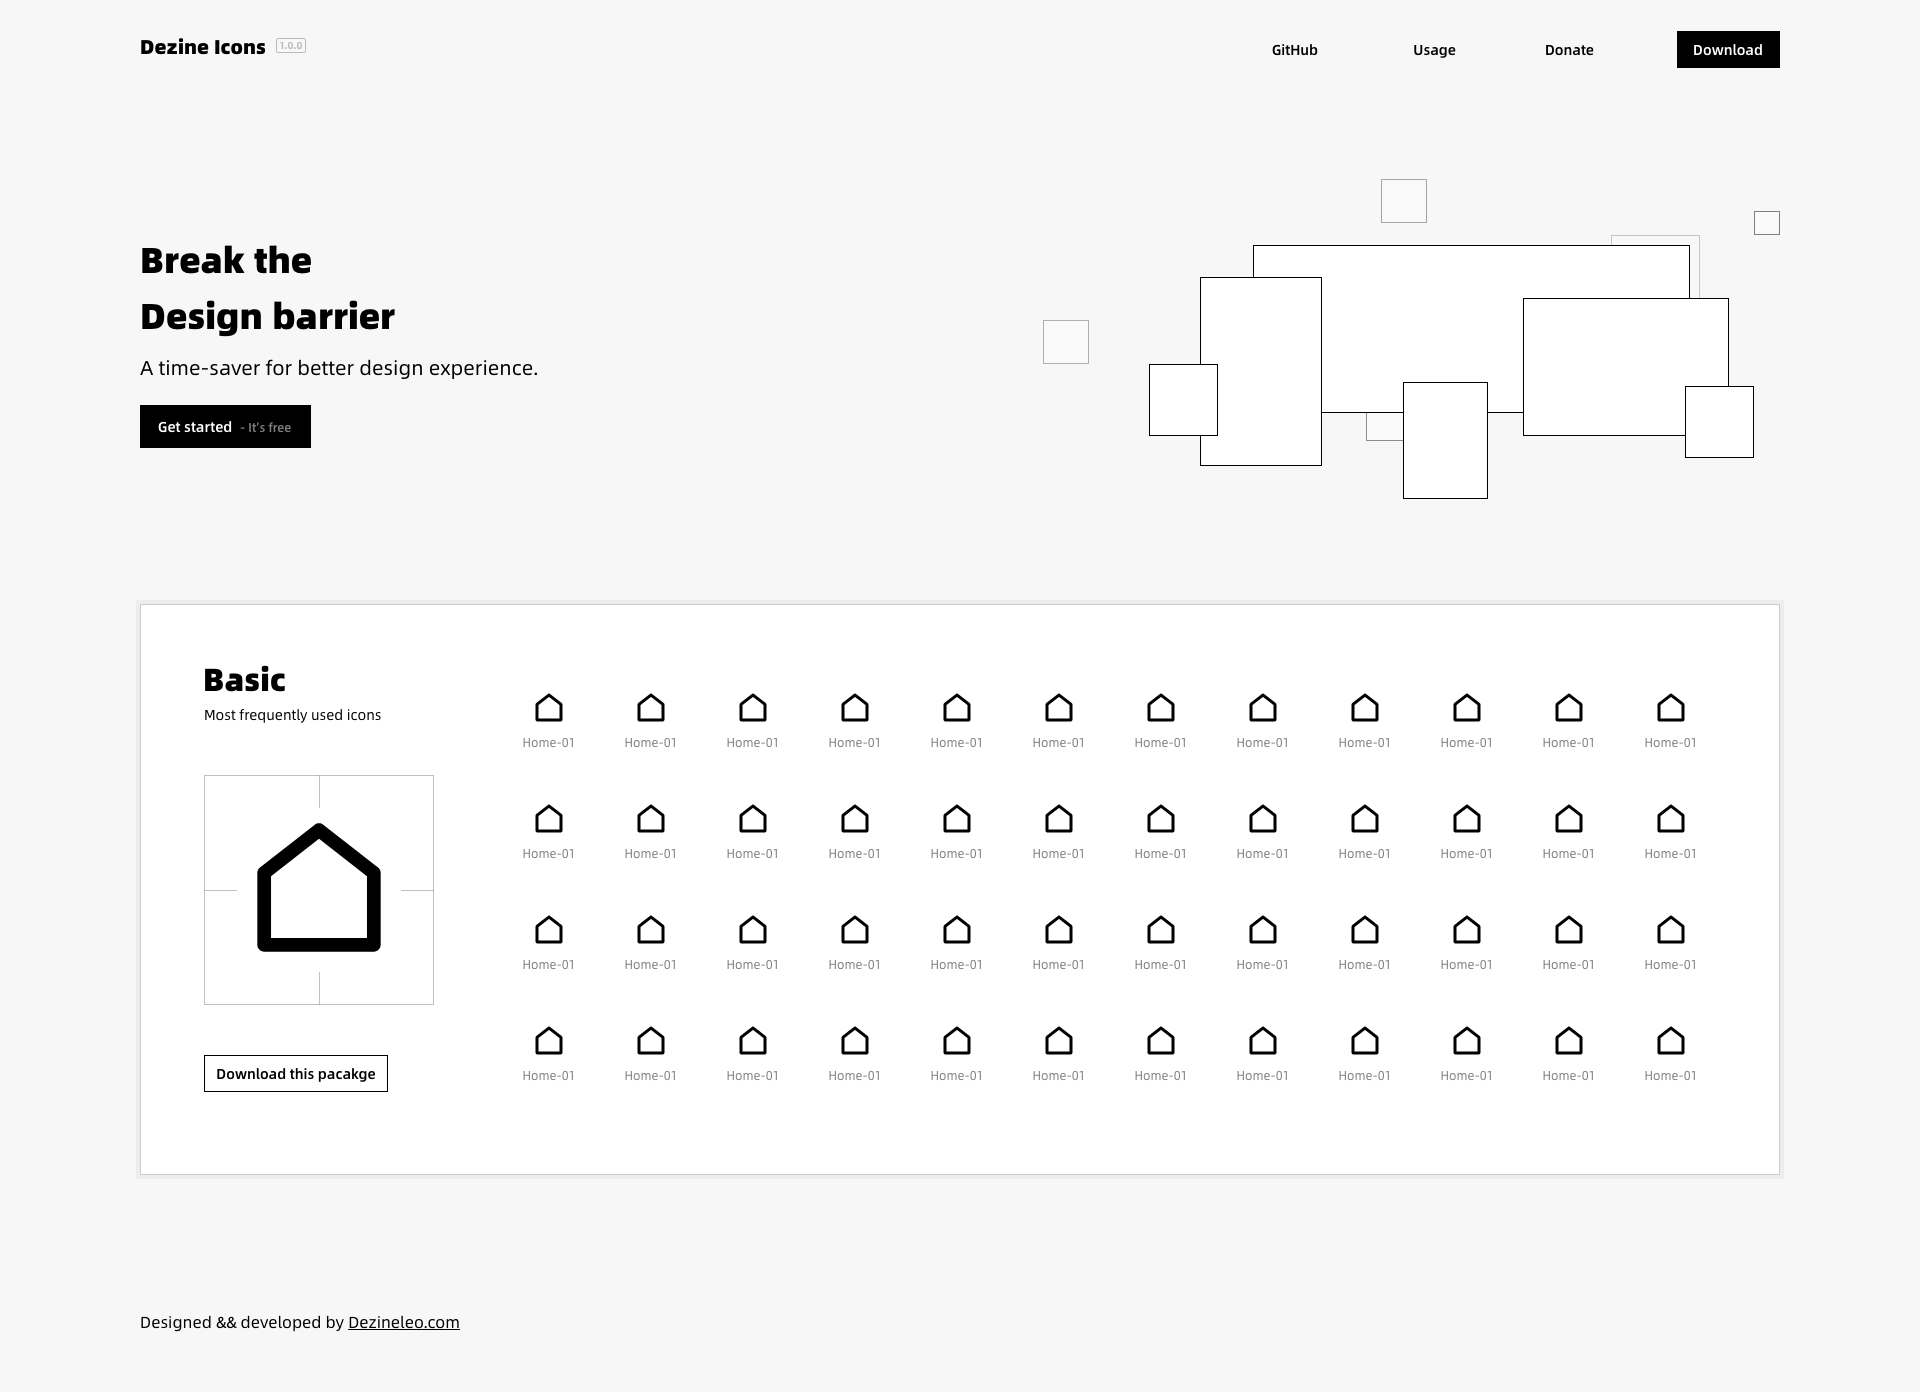 Dezine Icons 1.0.0
GitHub Usage Donate Download
Break the
Design barrier
A time-saver for better design experience.
Get started - It's free
Basic
Most frequently used icons
Home-01 Home-01 Home-01 Home-01 Home-01 Home-01 Home-01 Home-01 Home-01 Home-01 Home-01 Home-01
Home-01 Home-01 Home-01 Home-01 Home-01 Home-01 Home-01 Home-01 Home-01 Home-01 Home-01 Home-01
Home-01 Home-01 Home-01 Home-01 Home-01 Home-01 Home-01 Home-01 Home-01 Home-01 Home-01 Home-01
Home-01 Home-01 Home-01 Home-01 Home-01 Home-01 Home-01 Home-01 Home-01 Home-01 Home-01 Home-01
Download this pacakge
Designed && developed by Dezineleo.com